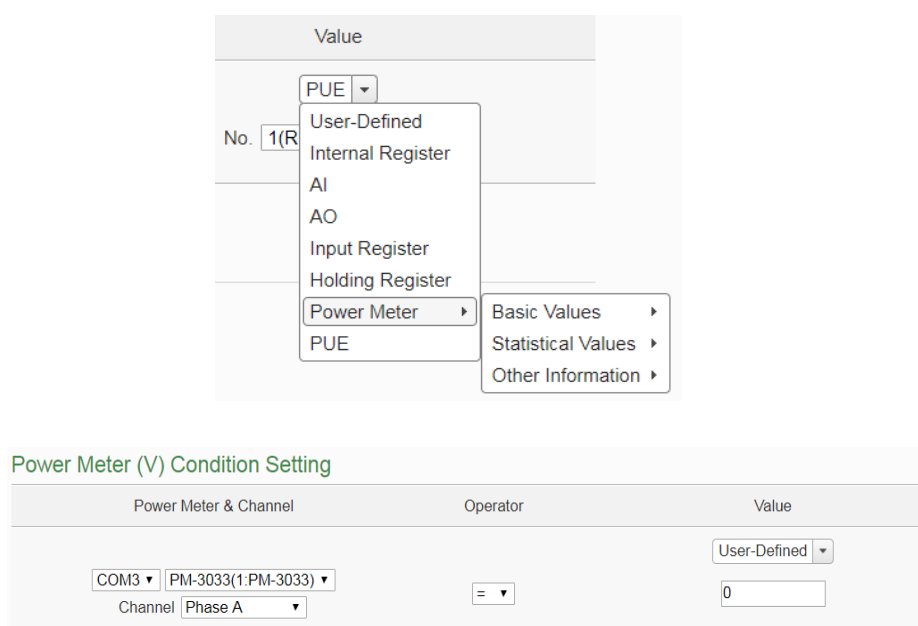 Value
PUE
User-Defined
No. 1(R
Internal Register
AI
AO
Input Register
Holding Register
Power Meter
Basic Values
PUE
Statistical Values
Other Information
Power Meter (V) Condition Setting
Power Meter & Channel Operator Value
User-Defined
COM3 PM-3033(1:PM-3033)
= 0
Channel Phase A